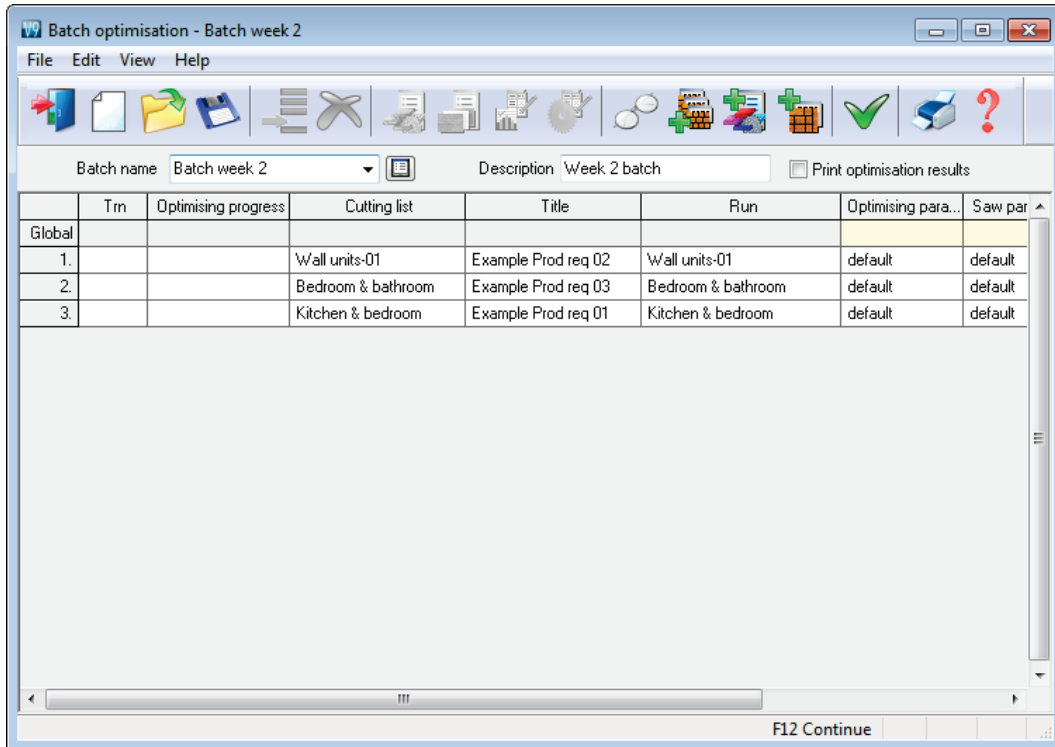 V9 Batch optimisation - Batch week 2
File Edit View Help
Batch name Batch week 2 Description Week 2 batch Print optimisation results
Trn Optimising progress Cutting list Title Run Optimising para... Saw par
Global
1. Wall units-01 Example Prod req 02 Wall units-01 default default
2. Bedroom & bathroom Example Prod req 03 Bedroom & bathroom default default
3. Kitchen & bedroom Example Prod req 01 Kitchen & bedroom default default
F12 Continue